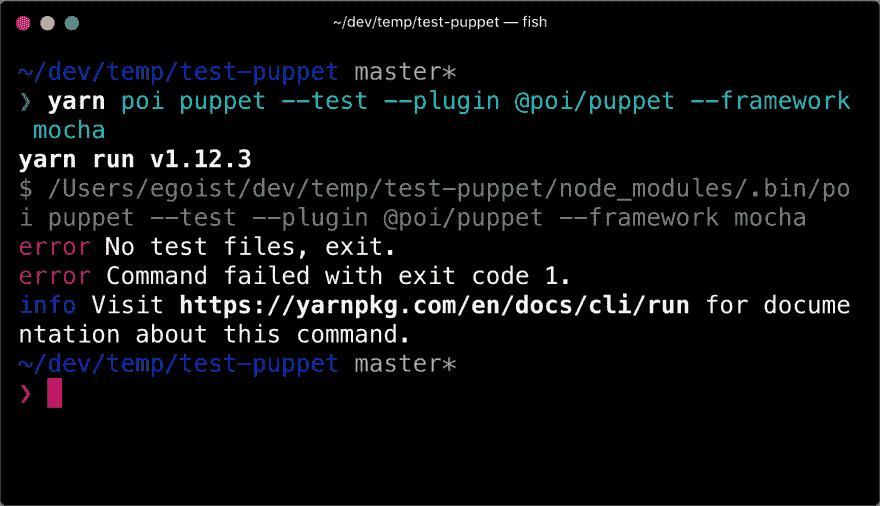 ~/dev/temp/test-puppet — fish
~/dev/temp/test-puppet master*
❯ yarn poi puppet --test --plugin @poi/puppet --framework
mocha
yarn run v1.12.3
$ /Users/egoist/dev/temp/test-puppet/node_modules/.bin/po
i puppet --test --plugin @poi/puppet --framework mocha
error No test files, exit.
error Command failed with exit code 1.
info Visit https://yarnpkg.com/en/docs/cli/run for docume
ntation about this command.
~/dev/temp/test-puppet master*
❯